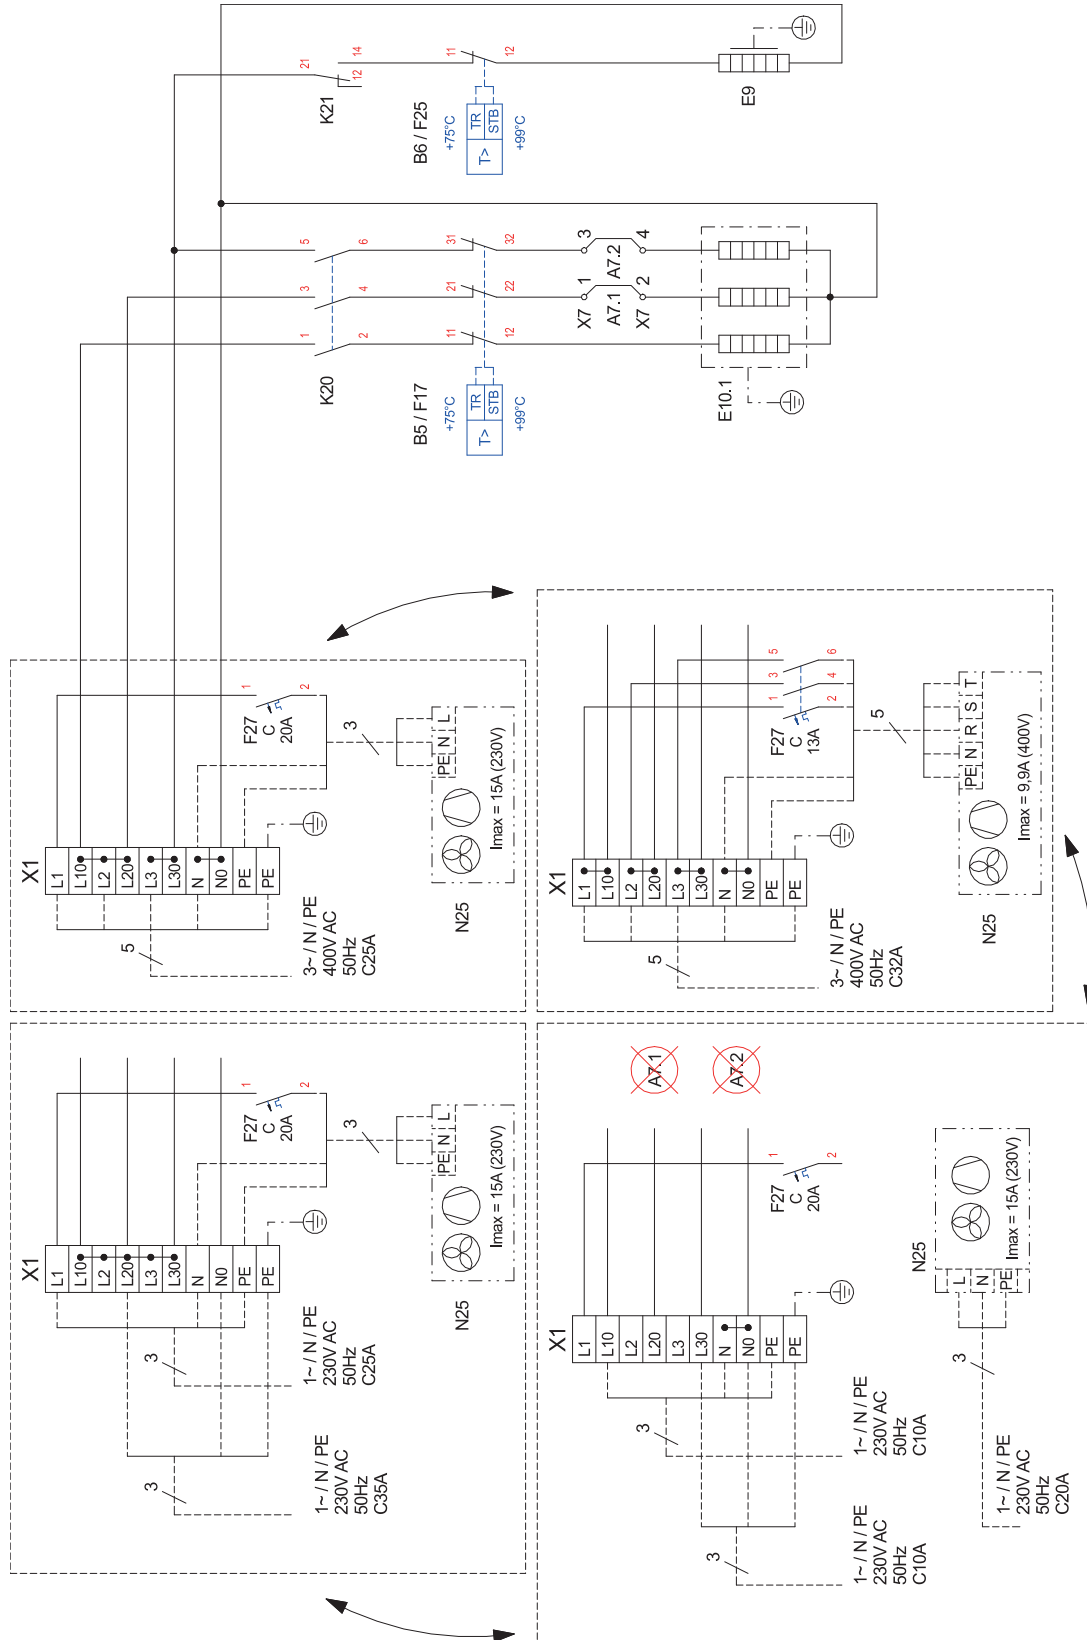 21
14
12
K21
11
12
B6 / F25
+75°C
TR
STB
T>
+99°C
E9
5
6
3
4
1
2
K20
31
32
21
22
11
12
B5 / F17
+75°C
TR
STB
T>
+99°C
3
4
A7.2
X7
1
A7.1
X7
2
E10.1
X1
L1
L10
L2
L20
L3
L30
N
N0
PE
PE
1
2
F27
C
20A
3
PE
N
L
Imax = 15A (230V)
N25
5
3~ / N / PE
400V AC
50Hz
C25A
X1
L1
L10
L2
L20
L3
L30
N
N0
PE
PE
1
2
3
4
5
6
F27
C
13A
5
PE
N
R
S
T
Imax = 9,9A (400V)
N25
5
3~ / N / PE
400V AC
50Hz
C32A
X1
L1
L10
L2
L20
L3
L30
N
N0
PE
PE
1
2
F27
C
20A
3
PE
N
L
Imax = 15A (230V)
N25
3
1~ / N / PE
230V AC
50Hz
C25A
3
1~ / N / PE
230V AC
50Hz
C35A
A7.1
A7.2
X1
L1
L10
L2
L20
L3
L30
N
N0
PE
PE
1
2
F27
C
20A
N25
L
N
PE
Imax = 15A (230V)
3
1~ / N / PE
230V AC
50Hz
C10A
3
1~ / N / PE
230V AC
50Hz
C10A
3
1~ / N / PE
230V AC
50Hz
C20A